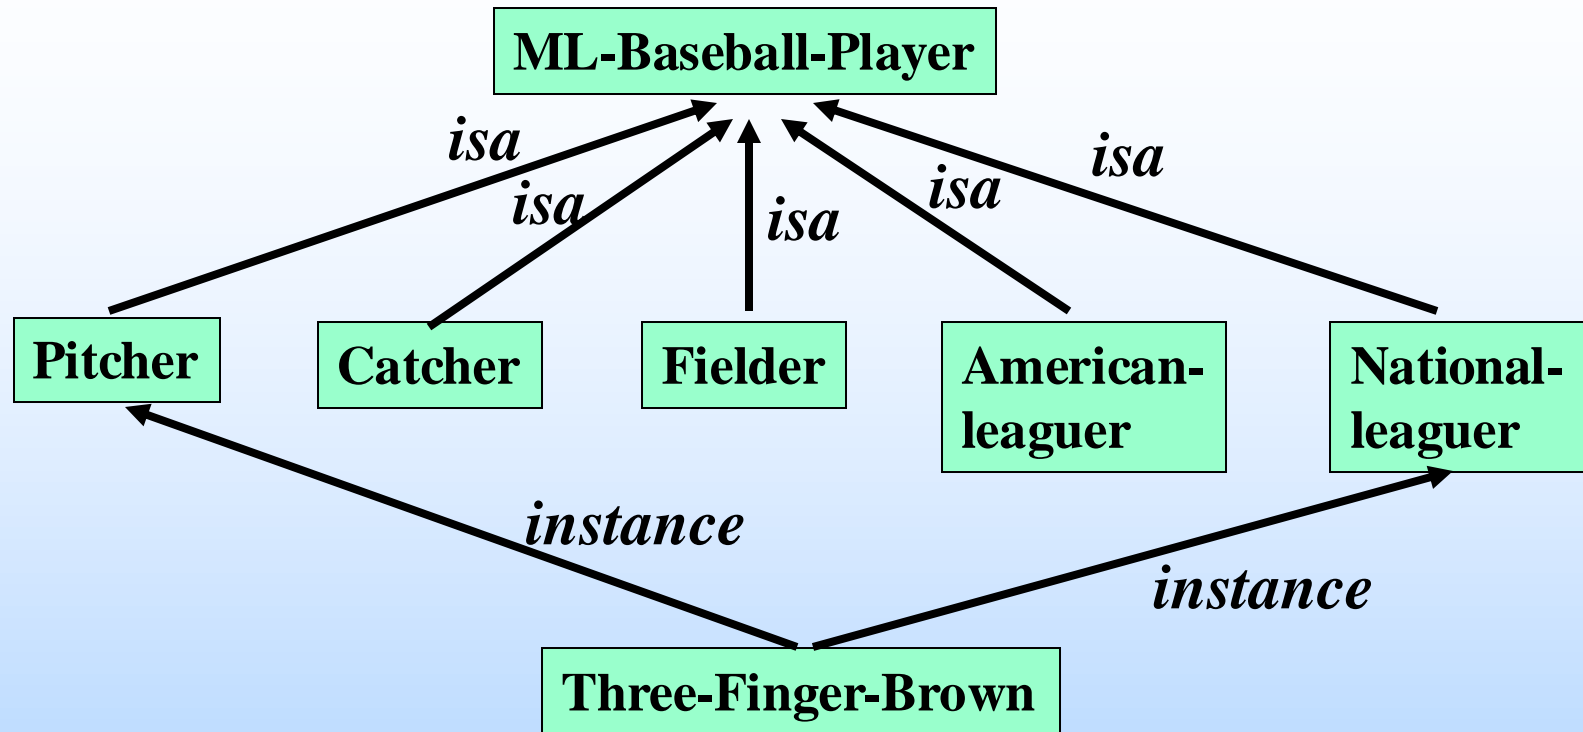 ML-Baseball-Player
isa
isa
isa
isa
isa
Pitcher
Catcher
Fielder
American-
leaguer
National-
leaguer
instance
instance
Three-Finger-Brown